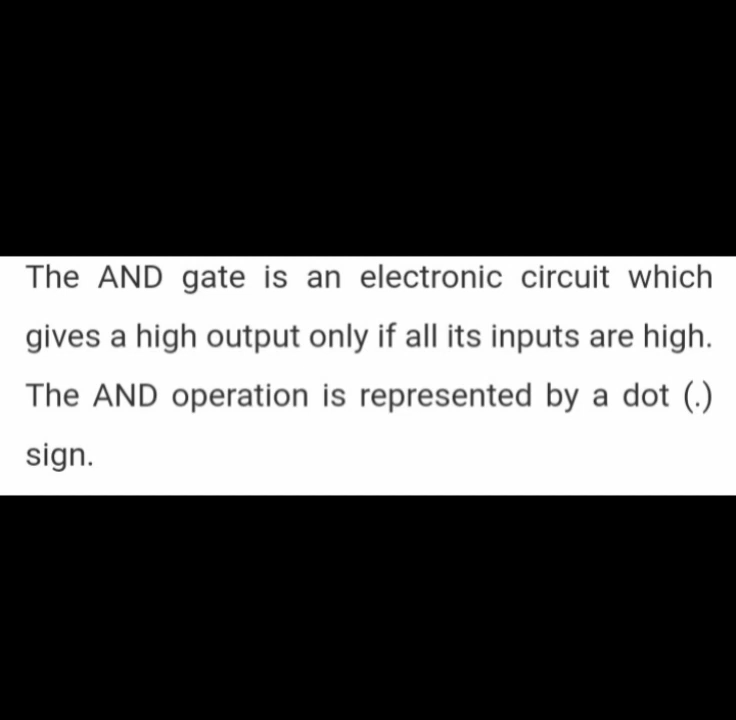 The AND gate is an electronic circuit which
gives a high output only if all its inputs are high.
The AND operation is represented by a dot (.)
sign.